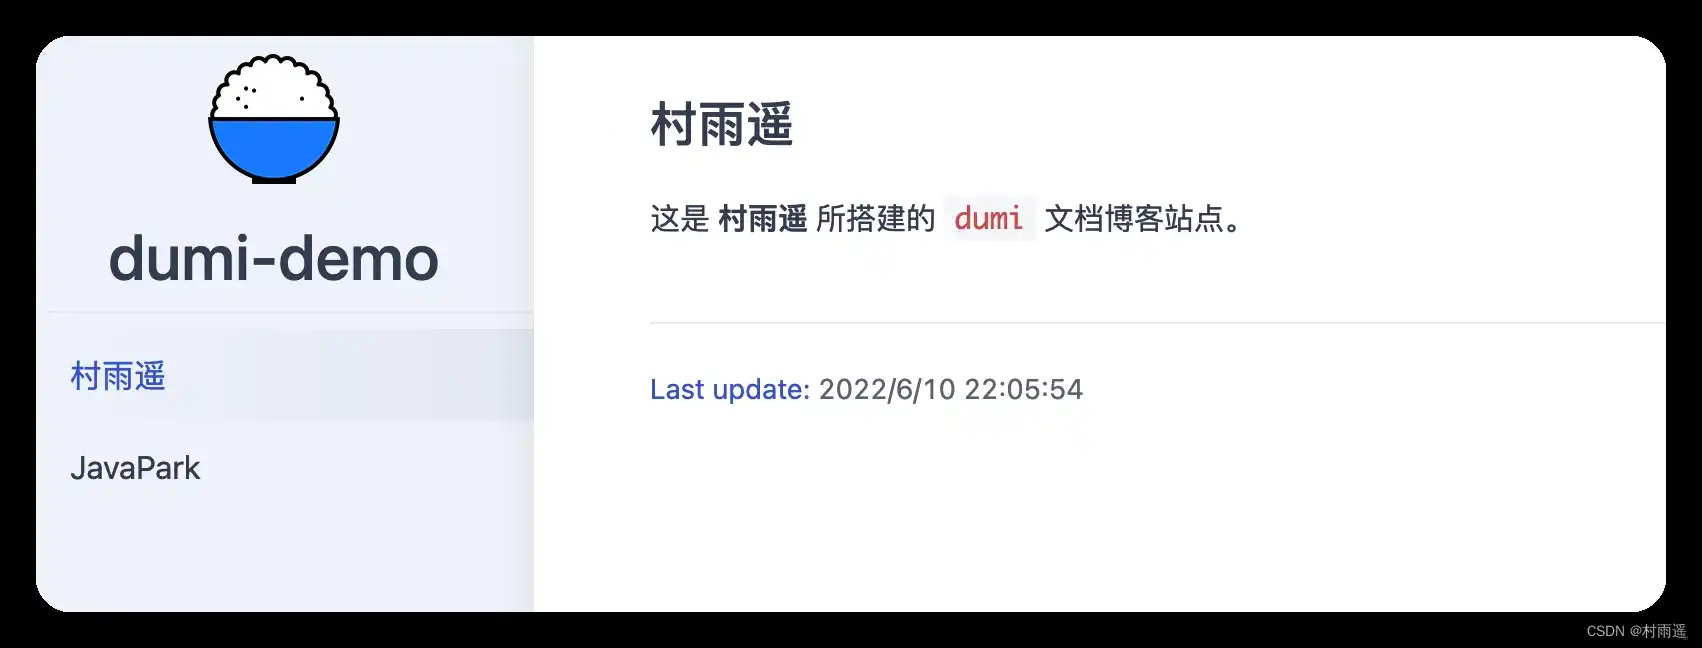 dumi-demo
村雨遥
JavaPark
村雨遥
这是 村雨遥 所搭建的 dumi 文档博客站点。
Last update: 2022/6/10 22:05:54
CSDN @村雨遥